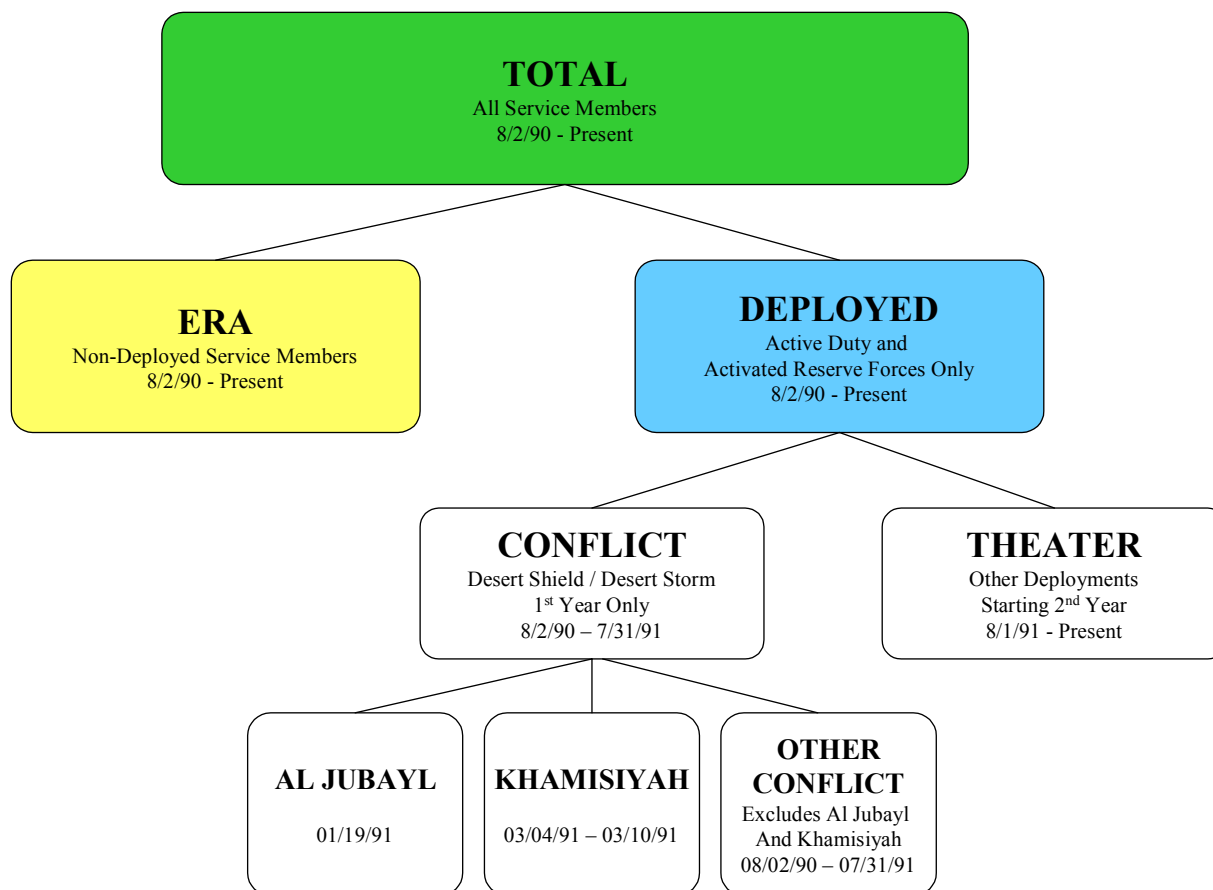 TOTAL
All Service Members
8/2/90 - Present
ERA
Non-Deployed Service Members
8/2/90 - Present
DEPLOYED
Active Duty and
Activated Reserve Forces Only
8/2/90 - Present
CONFLICT
Desert Shield / Desert Storm
1st Year Only
8/2/90 – 7/31/91
THEATER
Other Deployments
Starting 2nd Year
8/1/91 - Present
AL JUBAYL
01/19/91
KHAMISIYAH
03/04/91 – 03/10/91
OTHER
CONFLICT
Excludes Al Jubayl
And Khamisiyah
08/02/90 – 07/31/91